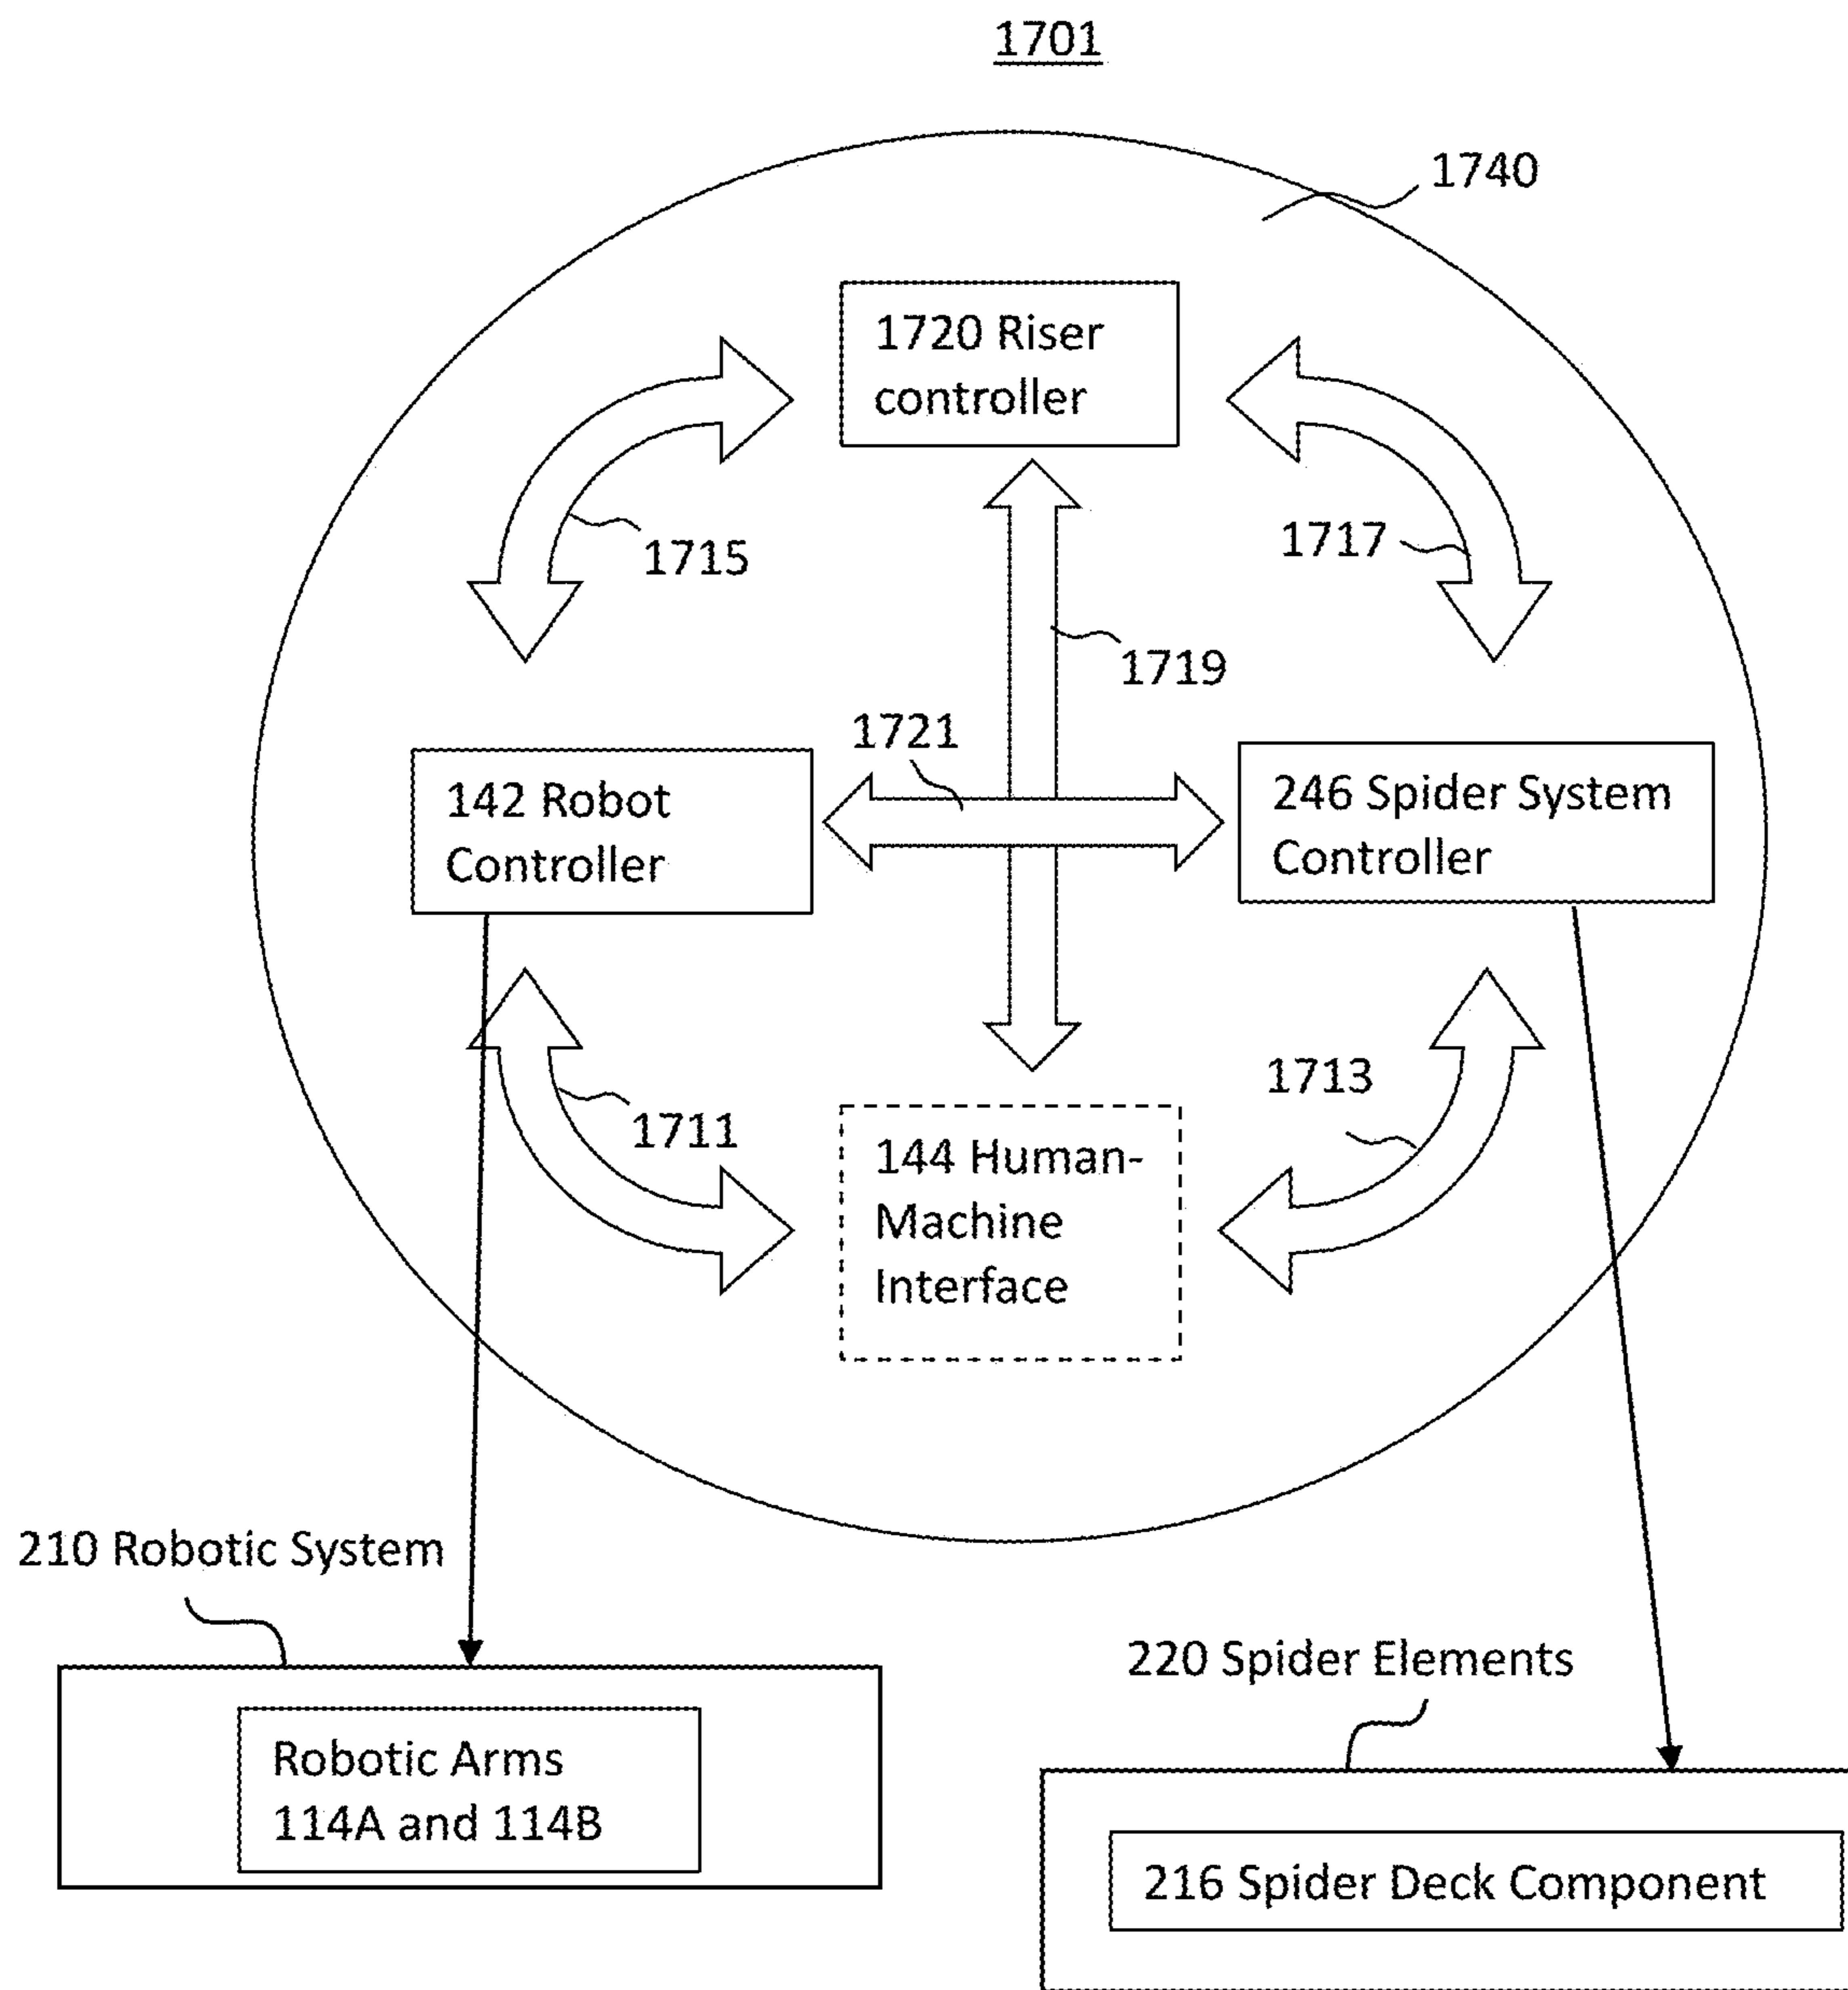 1701
1740
1720 Riser
controller
1715
1717
1719
1721
142 Robot
Controller
246 Spider System
Controller
1711
1713
144 Human-
Machine
Interface
210 Robotic System
Robotic Arms
114A and 114B
220 Spider Elements
216 Spider Deck Component